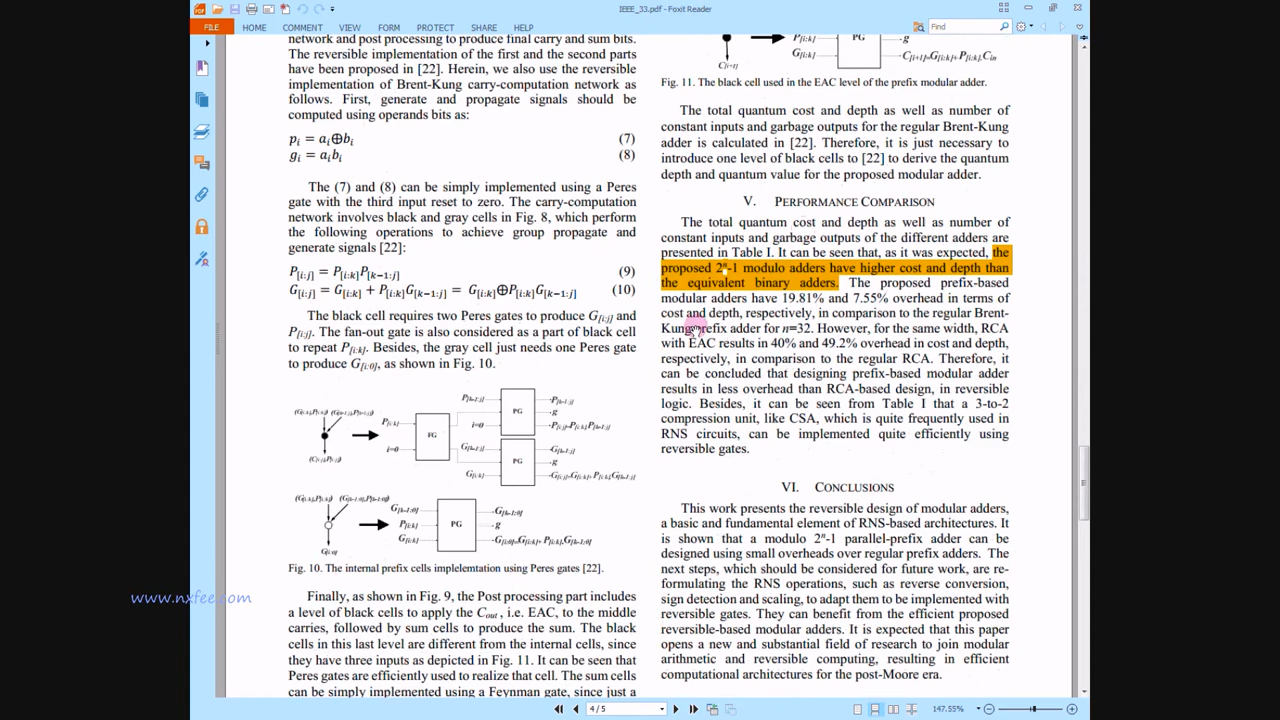 IEEE_33.pdf - Foxit Reader
FILE HOME COMMENT VIEW FORM PROTECT SHARE HELP
Find
network and post processing to produce final carry and sum bits.
The reversible implementation of the first and the second parts
have been proposed in [22]. Herein, we also use the reversible
implementation of Brent-Kung carry-computation network as
follows. First, generate and propagate signals should be
computed using operands bits as:
pᵢ = aᵢ⊕bᵢ (7)
gᵢ = aᵢbᵢ (8)
The (7) and (8) can be simply implemented using a Peres
gate with the third input reset to zero. The carry-computation
network involves black and gray cells in Fig. 8, which perform
the following operations to achieve group propagate and
generate signals [22]:
P[i:j] = P[i:k]P[k-1:j] (9)
G[i:j] = G[i:k] + P[i:k]G[k-1:j] = G[i:k]⊕P[i:k]G[k-1:j] (10)
The black cell requires two Peres gates to produce G[i:j] and
P[i:j]. The fan-out gate is also considered as a part of black cell
to repeat P[i:k]. Besides, the gray cell just needs one Peres gate
to produce G[i:0], as shown in Fig. 10.
P[k-1:j]
P[i:k]
i=0
FG
i=0
G[k-1:j]
G[i:k]
PG
PG
P[k-1:j]
g
P[i:j]=P[i:k]P[k-1:j]
G[k-1:j]
g
G[i:j]=G[i:k]+P[i:k]G[k-1:j]
G[i:0]
G[k-1:0]
P[i:k]
G[i:k]
PG
G[k-1:0]
g
G[i:0]=G[i:k]+P[i:k]G[k-1:0]
Fig. 10. The internal prefix cells implelemtation using Peres gates [22].
Finally, as shown in Fig. 9, the Post processing part includes
a level of black cells to apply the Cout, i.e. EAC, to the middle
carries, followed by sum cells to produce the sum. The black
cells in this last level are different from the internal cells, since
they have three inputs as depicted in Fig. 11. It can be seen that
Peres gates are efficiently used to realize that cell. The sum cells
can be simply implemented using a Feynman gate, since just a
C[i+1]
P[i:k]
G[i:k]
PG
g
C[i+1]=G[i:k]+P[i:k]Cin
Fig. 11. The black cell used in the EAC level of the prefix modular adder.
The total quantum cost and depth as well as number of
constant inputs and garbage outputs for the regular Brent-Kung
adder is calculated in [22]. Therefore, it is just necessary to
introduce one level of black cells to [22] to derive the quantum
depth and quantum value for the proposed modular adder.
V. PERFORMANCE COMPARISON
The total quantum cost and depth as well as number of
constant inputs and garbage outputs of the different adders are
presented in Table I. It can be seen that, as it was expected, the
proposed 2ⁿ-1 modulo adders have higher cost and depth than
the equivalent binary adders. The proposed prefix-based
modular adders have 19.81% and 7.55% overhead in terms of
cost and depth, respectively, in comparison to the regular Brent-
Kung prefix adder for n=32. However, for the same width, RCA
with EAC results in 40% and 49.2% overhead in cost and depth,
respectively, in comparison to the regular RCA. Therefore, it
can be concluded that designing prefix-based modular adder
results in less overhead than RCA-based design, in reversible
logic. Besides, it can be seen from Table I that a 3-to-2
compression unit, like CSA, which is quite frequently used in
RNS circuits, can be implemented quite efficiently using
reversible gates.
VI. CONCLUSIONS
This work presents the reversible design of modular adders,
a basic and fundamental element of RNS-based architectures. It
is shown that a modulo 2ⁿ-1 parallel-prefix adder can be
designed using small overheads over regular prefix adders. The
next steps, which should be considered for future work, are re-
formulating the RNS operations, such as reverse conversion,
sign detection and scaling, to adapt them to be implemented with
reversible gates. They can benefit from the efficient proposed
reversible-based modular adders. It is expected that this paper
opens a new and substantial field of research to join modular
arithmetic and reversible computing, resulting in efficient
computational architectures for the post-Moore era.
www.nxfee.com
4 / 5
147.55%